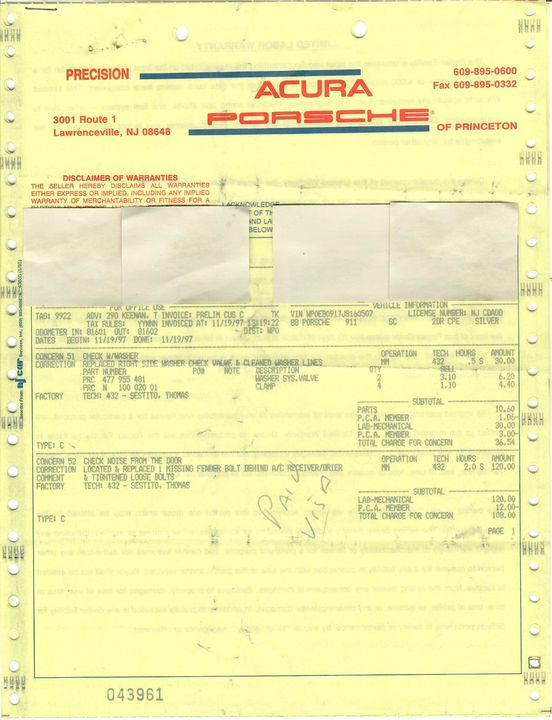 PRECISION
ACURA
PORSCHE
OF PRINCETON
609-895-0600
Fax 609-895-0332
3001 Route 1
Lawrenceville, NJ 08648
DISCLAIMER OF WARRANTIES
THE SELLER HEREBY DISCLAIMS ALL WARRANTIES
EITHER EXPRESS OR IMPLIED, INCLUDING ANY IMPLIED
WARRANTY OF MERCHANTABILITY OR FITNESS FOR A
ACKNOWLEDGE
OF TH
AND LA
BELOW
FOR OFFICE USE
VEHICLE INFORMATION
TAG: 9922 ADV: 290 KEENAN, T INVOICE: PRELIM CUS C TK VIN WP0EB0917JS160507 LICENSE NUMBER: NJ CDAOD
TAX RULES: YYNNN INVOICED AT: 11/19/97 13:19:22 88 PORSCHE 911 SC 2DR CPE SILVER
ODOMETER IN: 81601 OUT: 81602 DIST: WPO
DATES BEGIN: 11/19/97 DONE: 11/19/97
CONCERN 51 CHECK W/WASHER OPERATION TECH HOURS AMOUNT
CORRECTION REPLACED RIGHT SIDE WASHER CHECK VALVE & CLEANED WASHER LINES MM 432 .5 S 30.00
PART NUMBER PO# NOTE DESCRIPTION QTY SELL
PRC 477 955 481 WASHER SYS.VALVE 2 3.10 6.20
PRC N 100 020 01 CLAMP 4 1.10 4.40
FACTORY TECH: 432 - SESTITO, THOMAS
SUBTOTAL
PARTS 10.60
P.C.A. MEMBER 1.06-
LAB-MECHANICAL 30.00
P.C.A. MEMBER 3.00-
TYPE: C TOTAL CHARGE FOR CONCERN 36.54
CONCERN 52 CHECK NOISE FROM THE DOOR OPERATION TECH HOURS AMOUNT
CORRECTION LOCATED & REPLACED 1 MISSING FENDER BOLT BEHIND A/C RECEIVER/DRIER MM 432 2.0 S 120.00
COMMENT & TIGHTENED LOOSE BOLTS
FACTORY TECH: 432 - SESTITO, THOMAS
SUBTOTAL
LAB-MECHANICAL 120.00
P.C.A. MEMBER 12.00-
TYPE: C TOTAL CHARGE FOR CONCERN 108.00
PAID
VISA
PAGE 1
043961